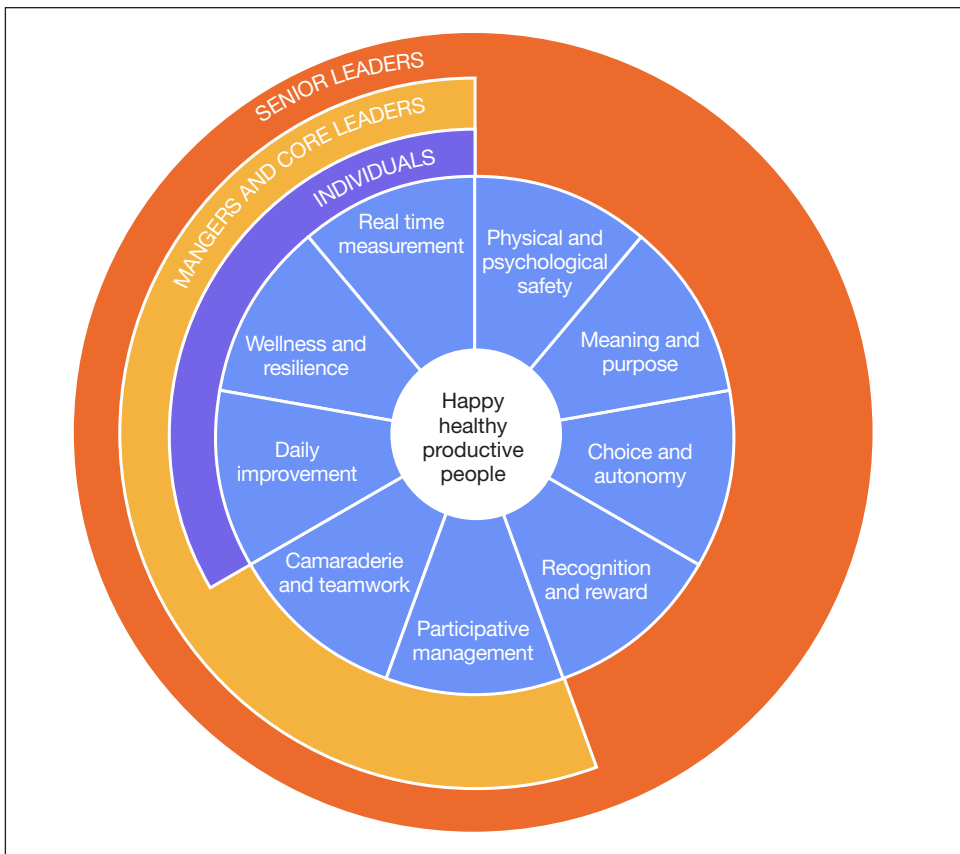 SENIOR LEADERS
MANGERS AND CORE LEADERS
INDIVIDUALS
Real time
measurement
Physical and
psychological
safety
Meaning and
purpose
Choice and
autonomy
Recognition
and reward
Participative
management
Camaraderie
and teamwork
Daily
improvement
Wellness and
resilience
Happy
healthy
productive
people